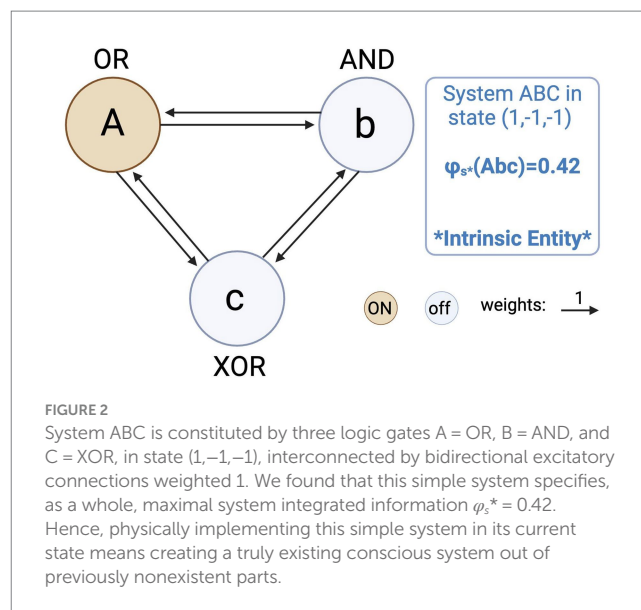 OR
AND
A
b
System ABC in
state (1,-1,-1)
φs*(Abc)=0.42
*Intrinsic Entity*
c
ON
off
weights:
1
XOR
FIGURE 2
System ABC is constituted by three logic gates A = OR, B = AND, and
C = XOR, in state (1,−1,−1), interconnected by bidirectional excitatory
connections weighted 1. We found that this simple system specifies,
as a whole, maximal system integrated information φs* = 0.42.
Hence, physically implementing this simple system in its current
state means creating a truly existing conscious system out of
previously nonexistent parts.